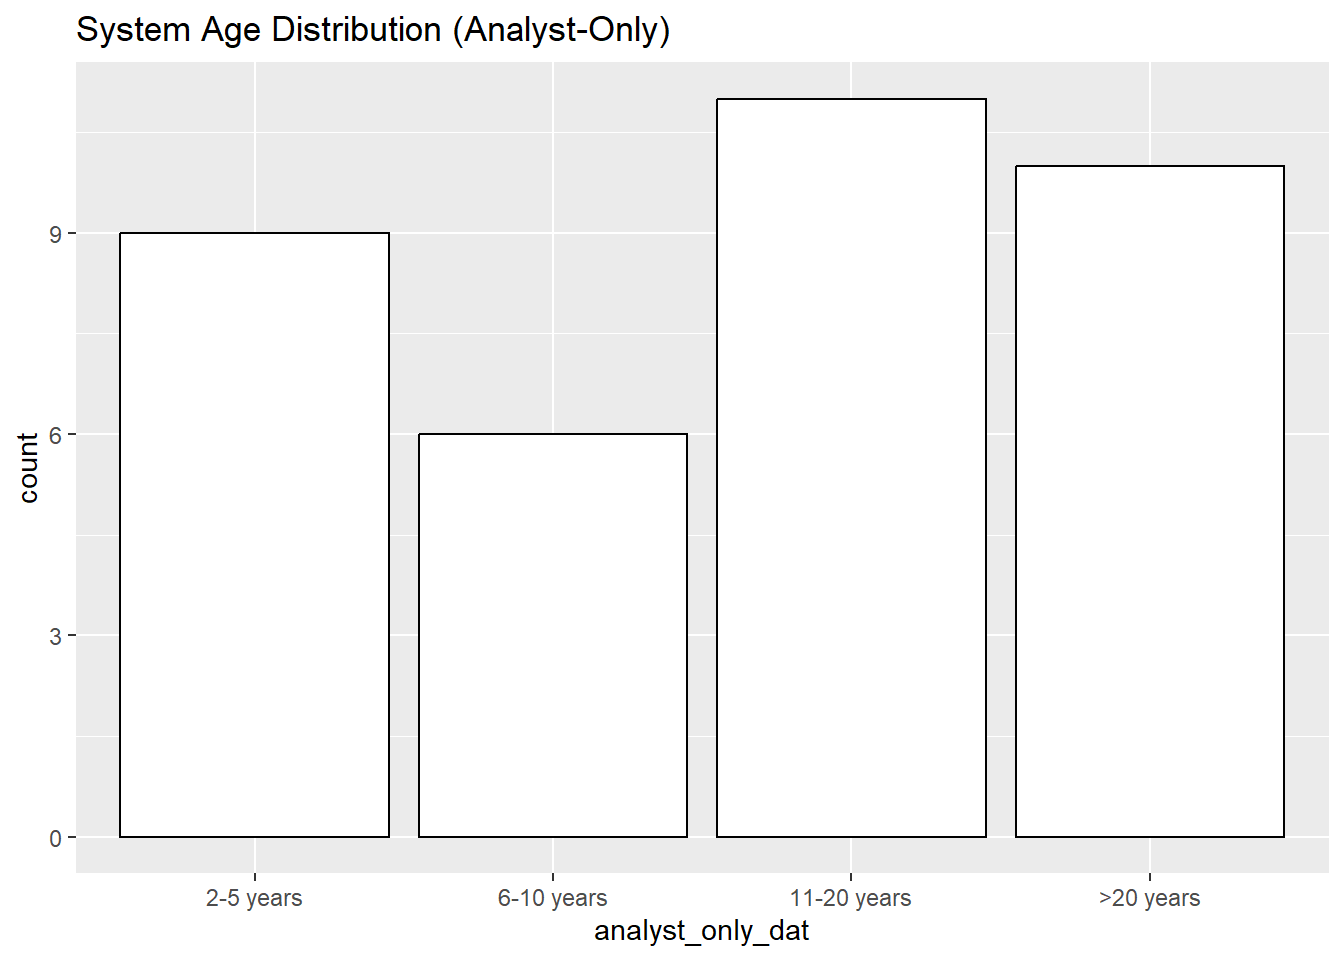 System Age Distribution (Analyst-Only)
count
9
6
3
0
2-5 years
6-10 years
11-20 years
>20 years
analyst_only_dat